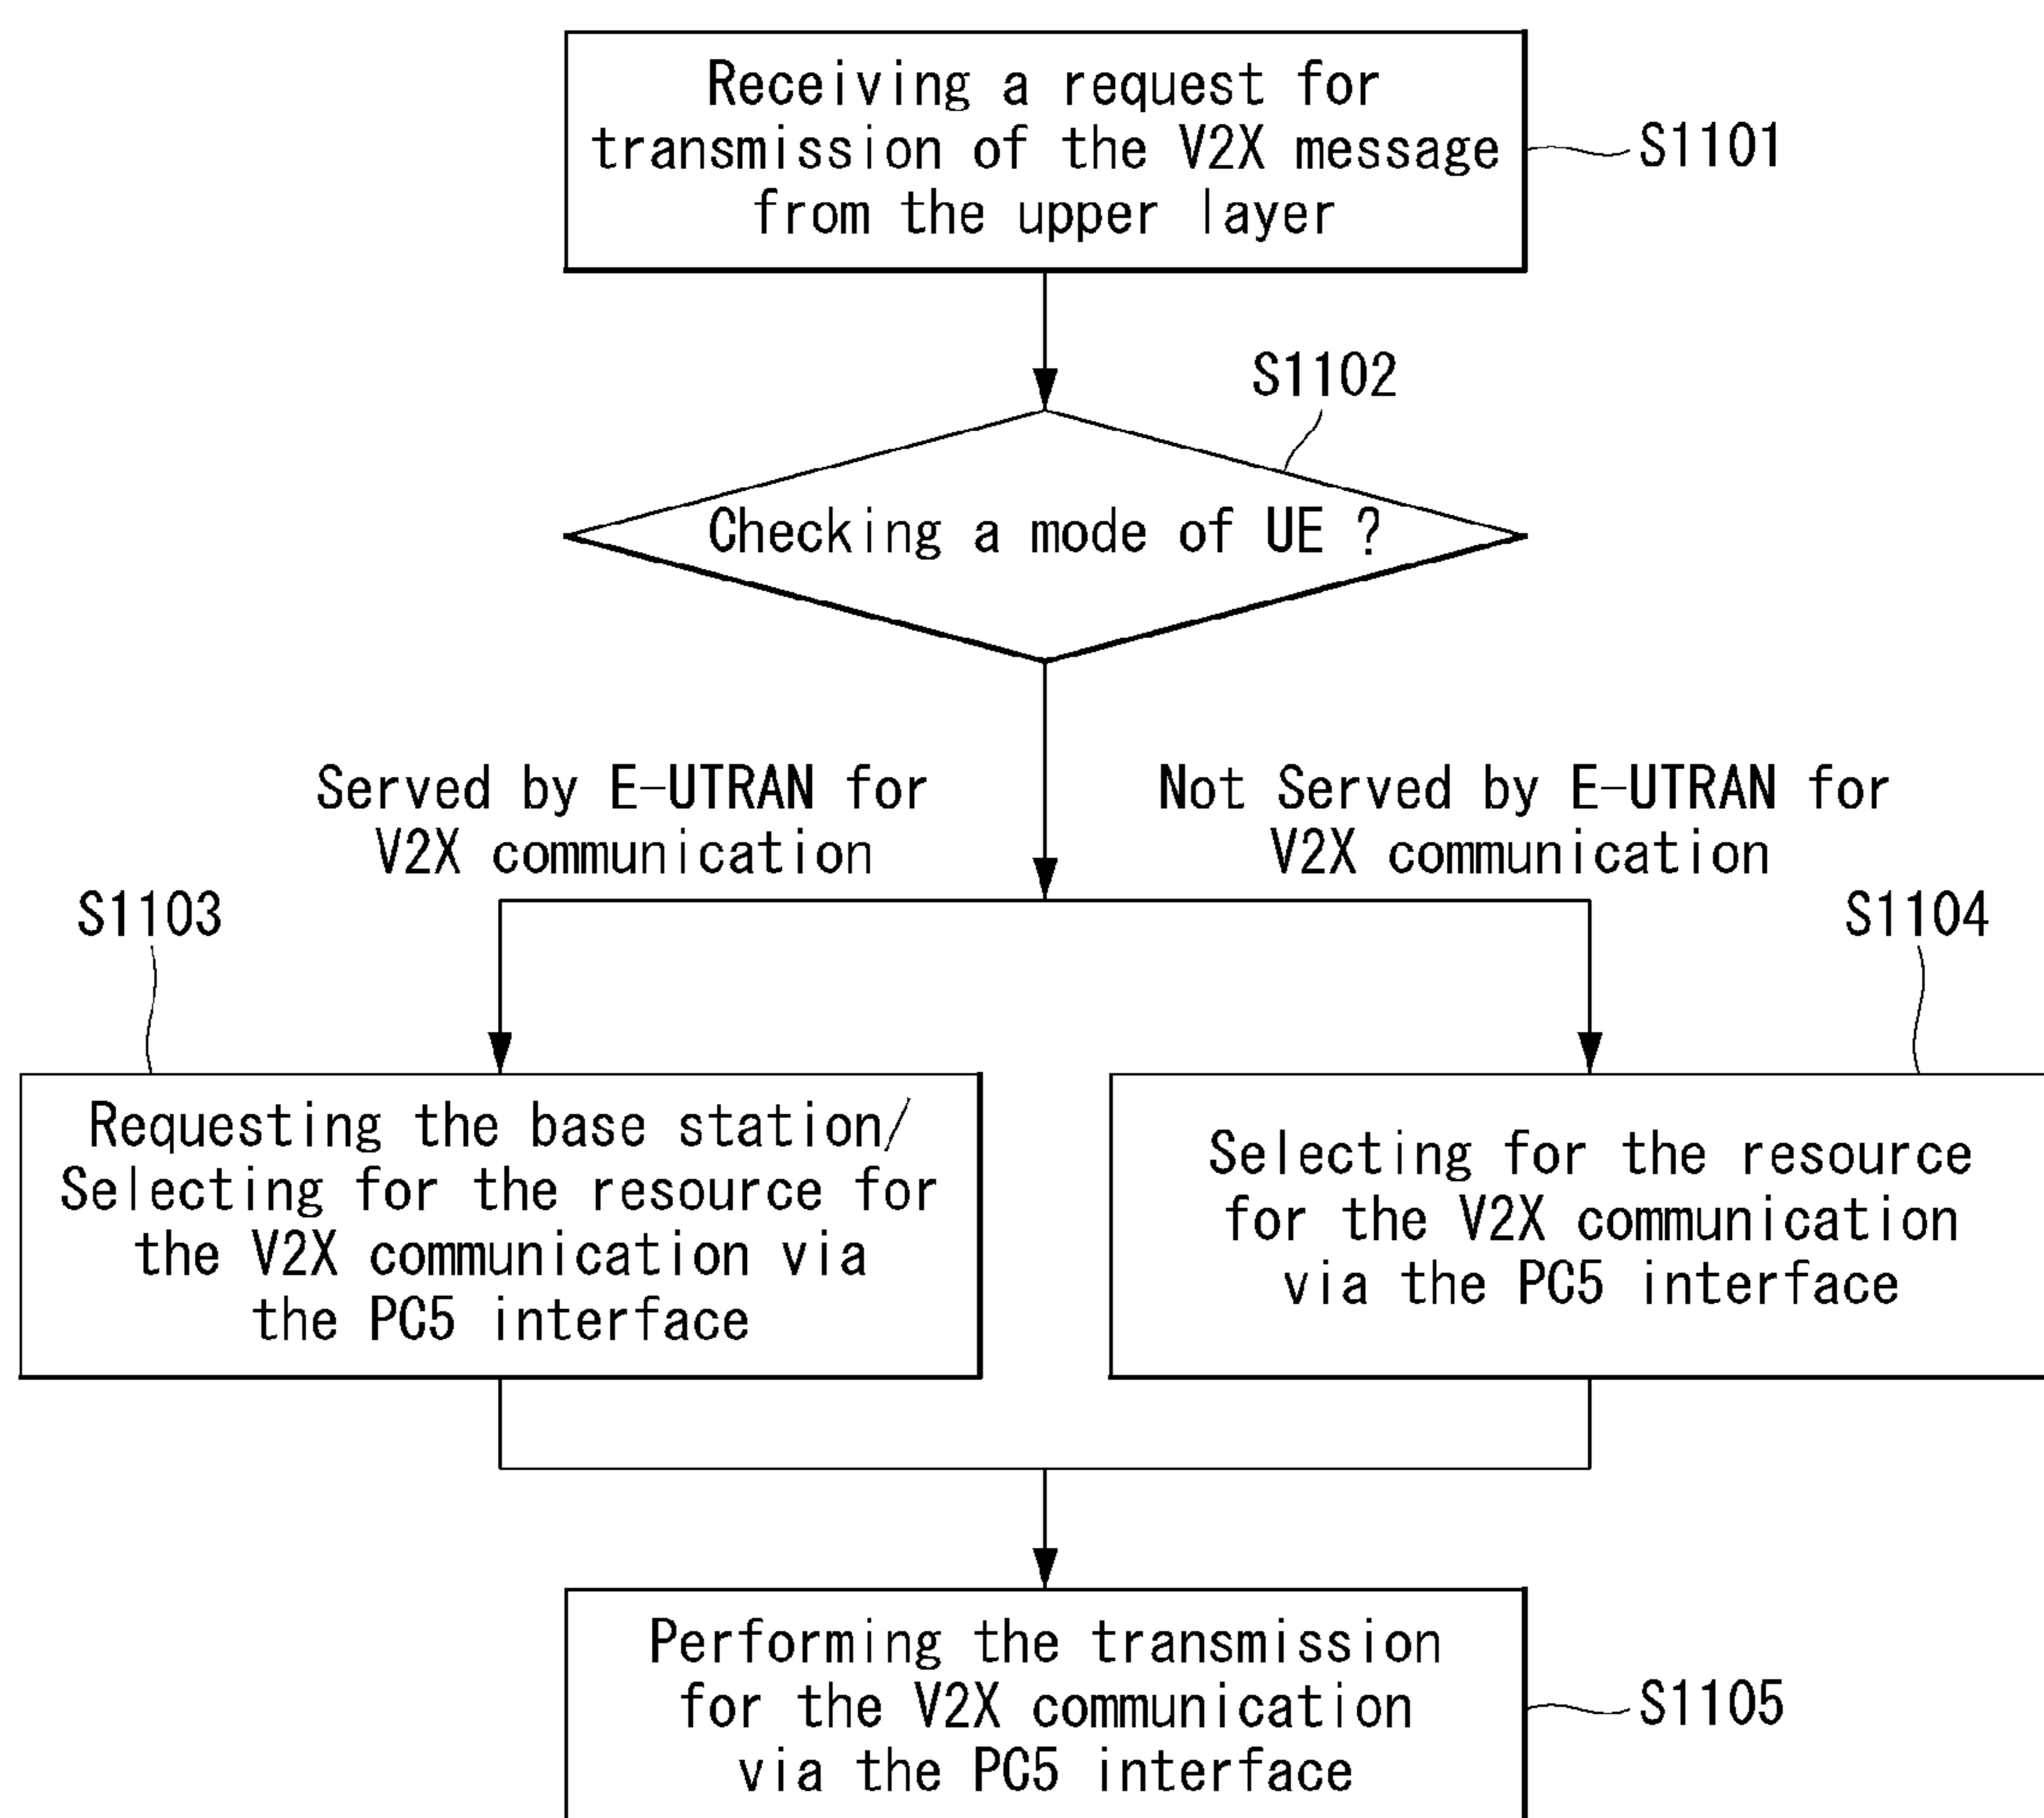 Receiving a request for
transmission of the V2X message
from the upper layer
S1101
S1102
Checking a mode of UE ?
Served by E-UTRAN for
V2X communication
Not Served by E-UTRAN for
V2X communication
S1103
S1104
Requesting the base station/
Selecting for the resource for
the V2X communication via
the PC5 interface
Selecting for the resource
for the V2X communication
via the PC5 interface
Performing the transmission
for the V2X communication
via the PC5 interface
S1105